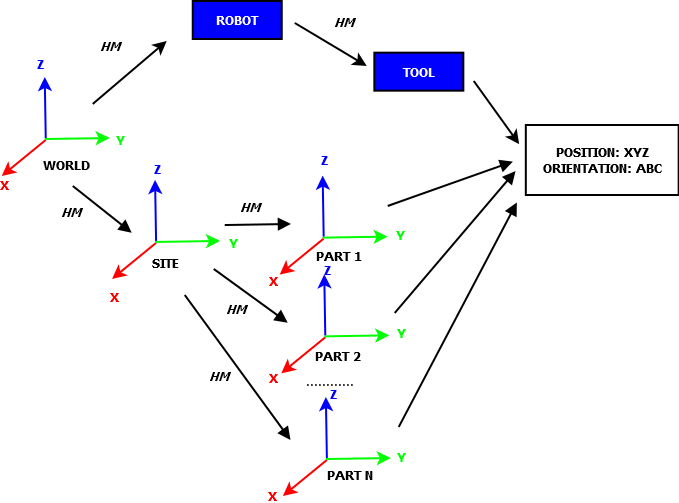 ROBOT
HM
HM
Z
TOOL
Y
WORLD
X
POSITION: XYZ
ORIENTATION: ABC
HM
Z
Z
HM
Y
Y
SITE
PART 1
X
X
Z
HM
Y
PART 2
HM
X
............
Z
Y
PART N
X